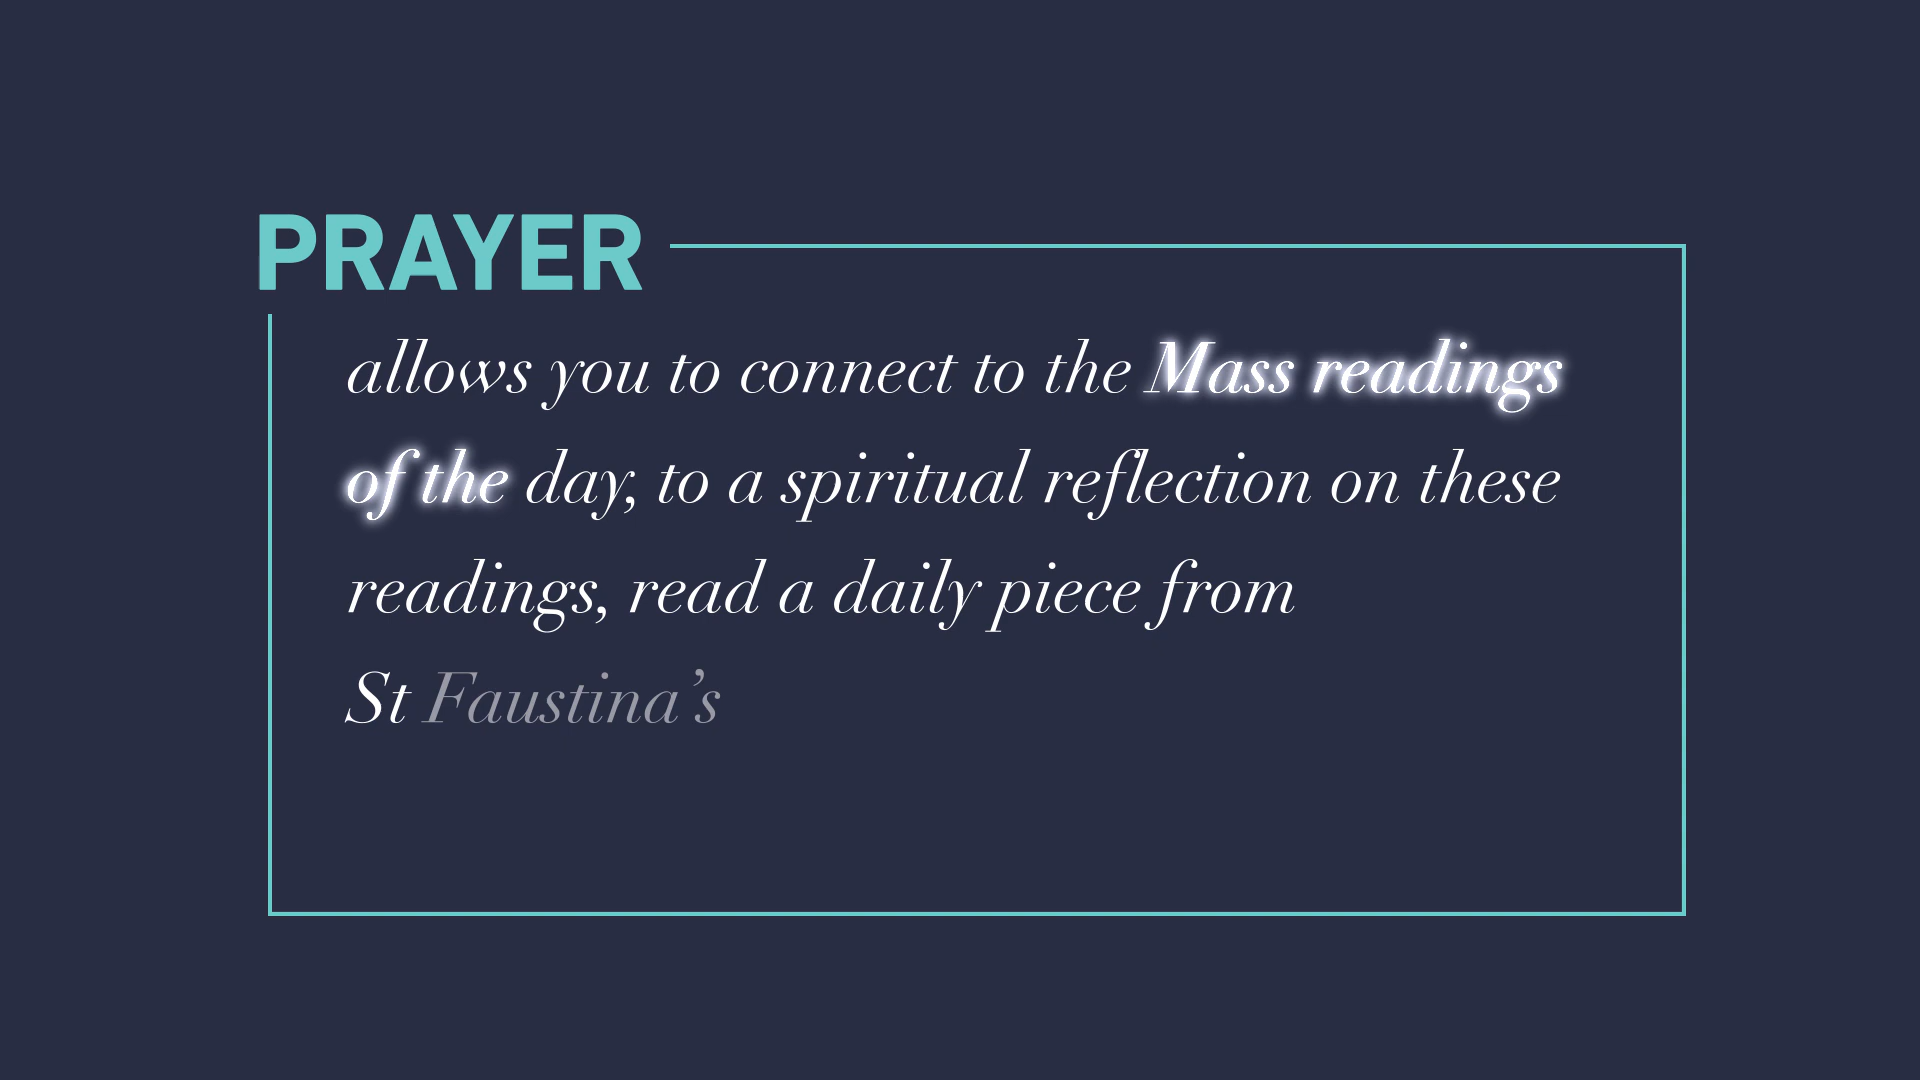 PRAYER
allows you to connect to the Mass readings
of the day; to a spiritual reflection on these
readings, read a daily piece from
St Faustina’s